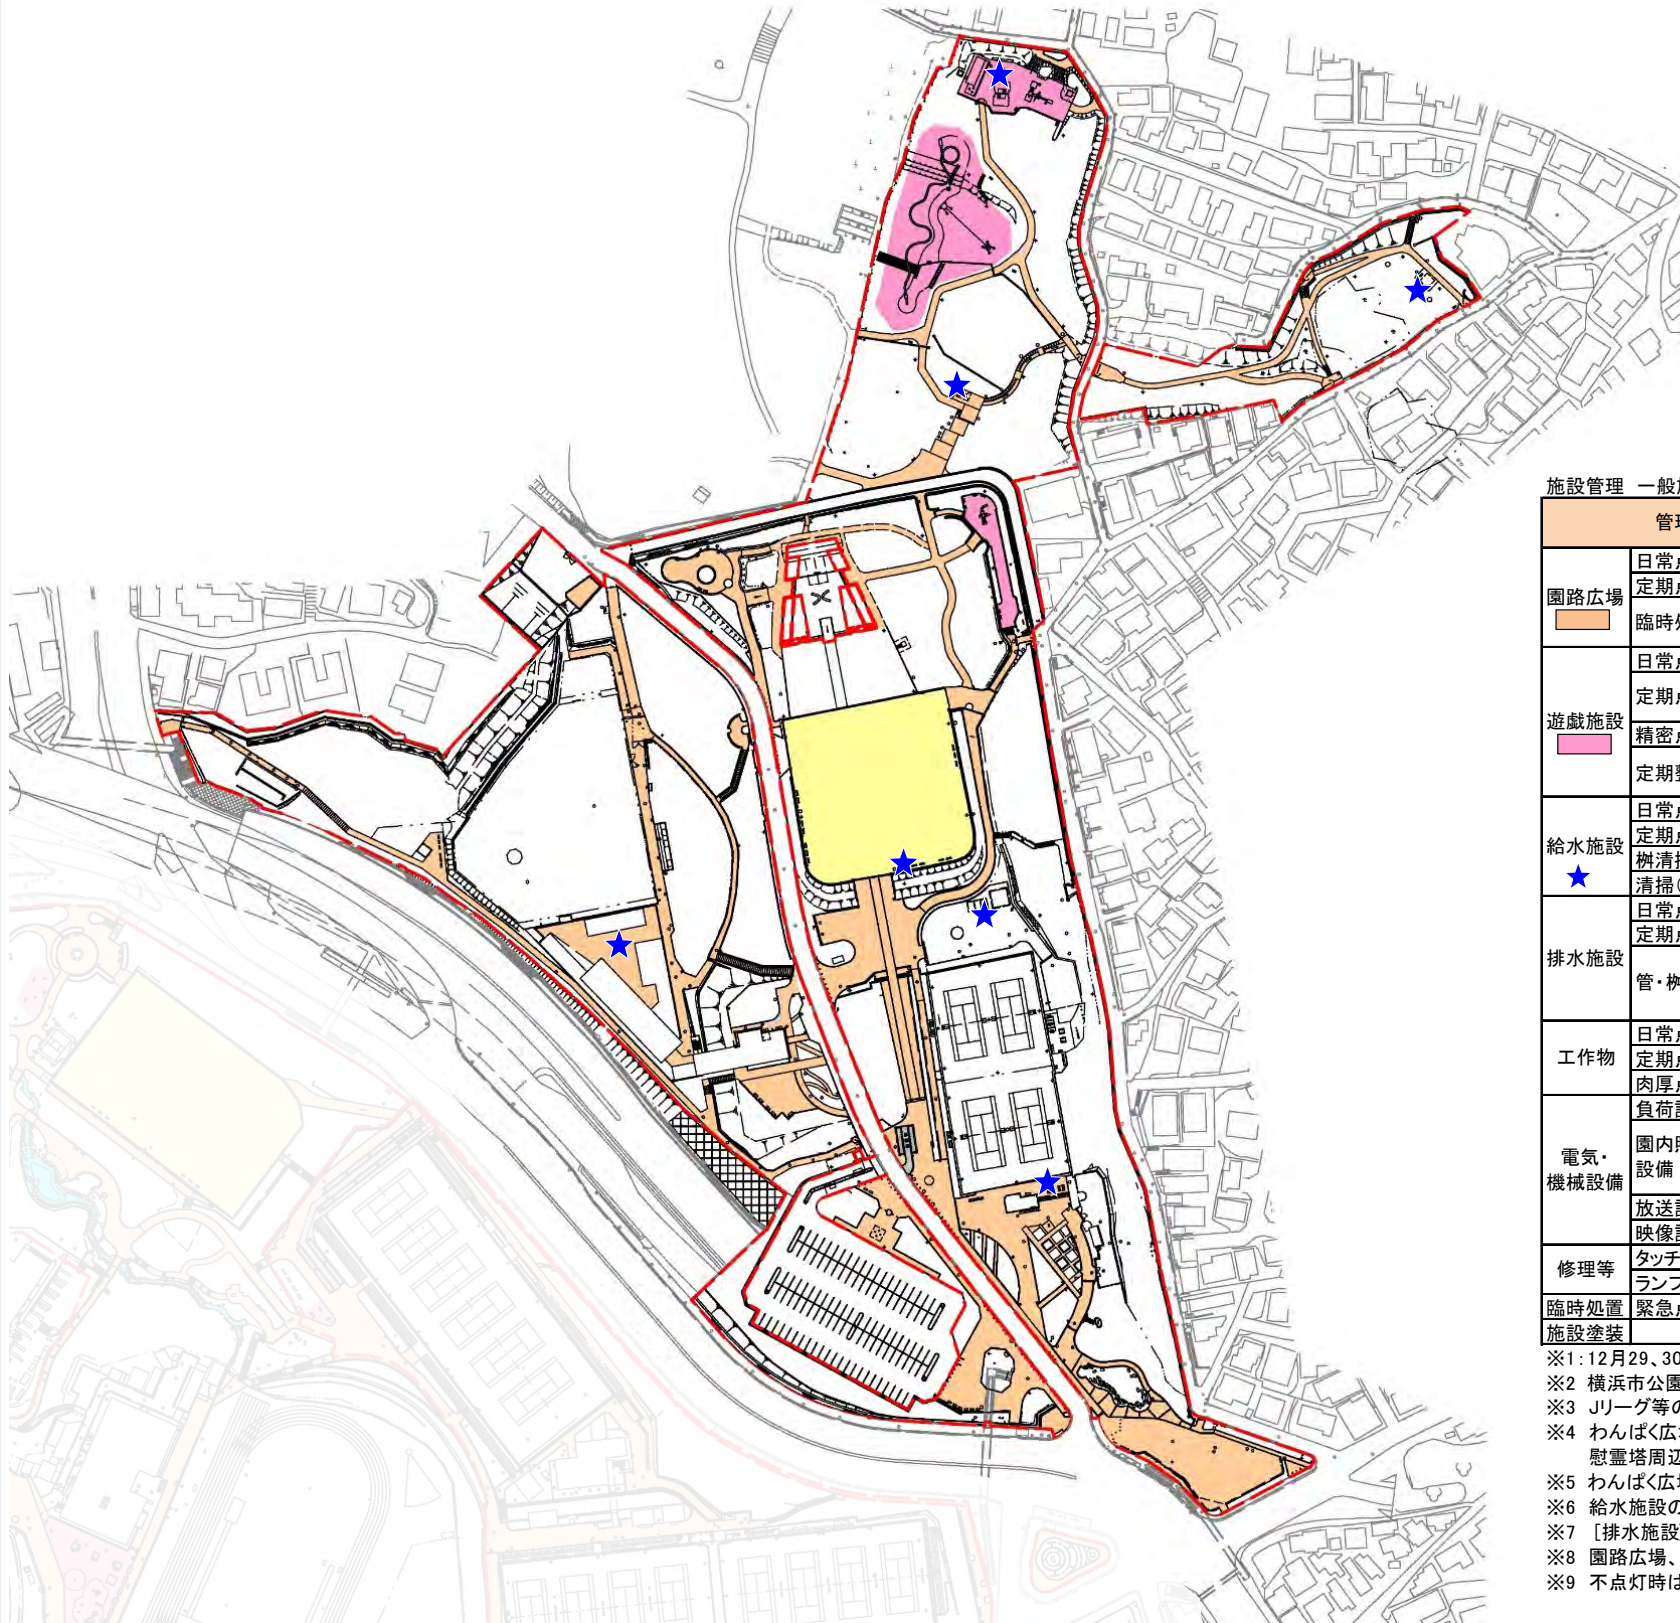 施設管理 一般
管
園路広場
日常
定期
臨時
遊戯施設
日常
定期
精密
定期
給水施設
★
日常
定期
桝清
清掃
排水施設
日常
定期
管・桝
工作物
日常
定期
肉厚
電気・
機械設備
負荷
園内
設備
放送
映像
修理等
タッチ
ランプ
臨時処置 緊急
施設塗装
※1:12月29、30
※2 横浜市公園
※3 Jリーグ等の
※4 わんぱく広
慰霊塔周辺
※5 わんぱく広
※6 給水施設の
※7 [排水施設
※8 園路広場、
※9 不点灯時は